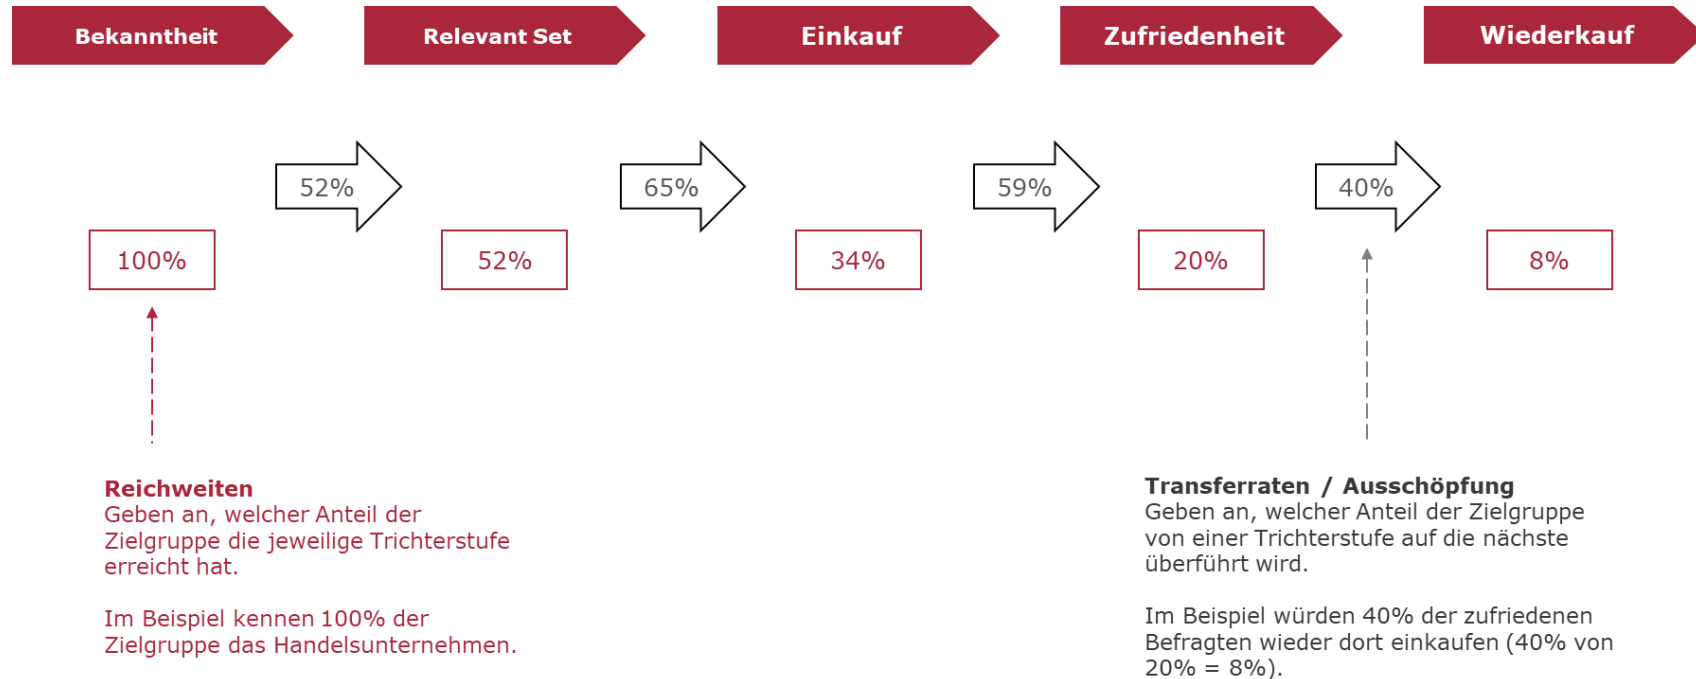 Bekanntheit
Relevant Set
Einkauf
Zufriedenheit
Wiederkauf
52%
65%
59%
40%
100%
52%
34%
20%
8%
Reichweiten
Geben an, welcher Anteil der
Zielgruppe die jeweilige Trichterstufe
erreicht hat.
Im Beispiel kennen 100% der
Zielgruppe das Handelsunternehmen.
Transferraten / Ausschöpfung
Geben an, welcher Anteil der Zielgruppe
von einer Trichterstufe auf die nächste
überführt wird.
Im Beispiel würden 40% der zufriedenen
Befragten wieder dort einkaufen (40% von
20% = 8%).